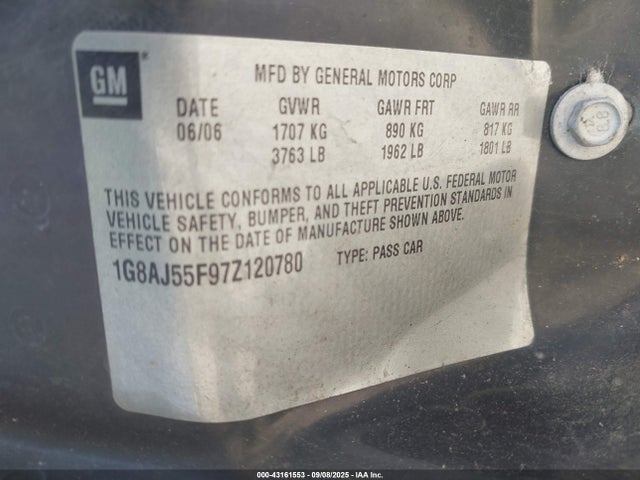 GM
MFD BY GENERAL MOTORS CORP
DATE GVWR GAWR FRT GAWR RR
06/06 1707 KG 890 KG 817 KG
3763 LB 1962 LB 1801 LB
THIS VEHICLE CONFORMS TO ALL APPLICABLE U.S. FEDERAL MOTOR
VEHICLE SAFETY, BUMPER, AND THEFT PREVENTION STANDARDS IN
EFFECT ON THE DATE OF MANUFACTURE SHOWN ABOVE.
1G8AJ55F97Z120780 TYPE: PASS CAR
000-43161553 - 09/08/2025 - IAA Inc.